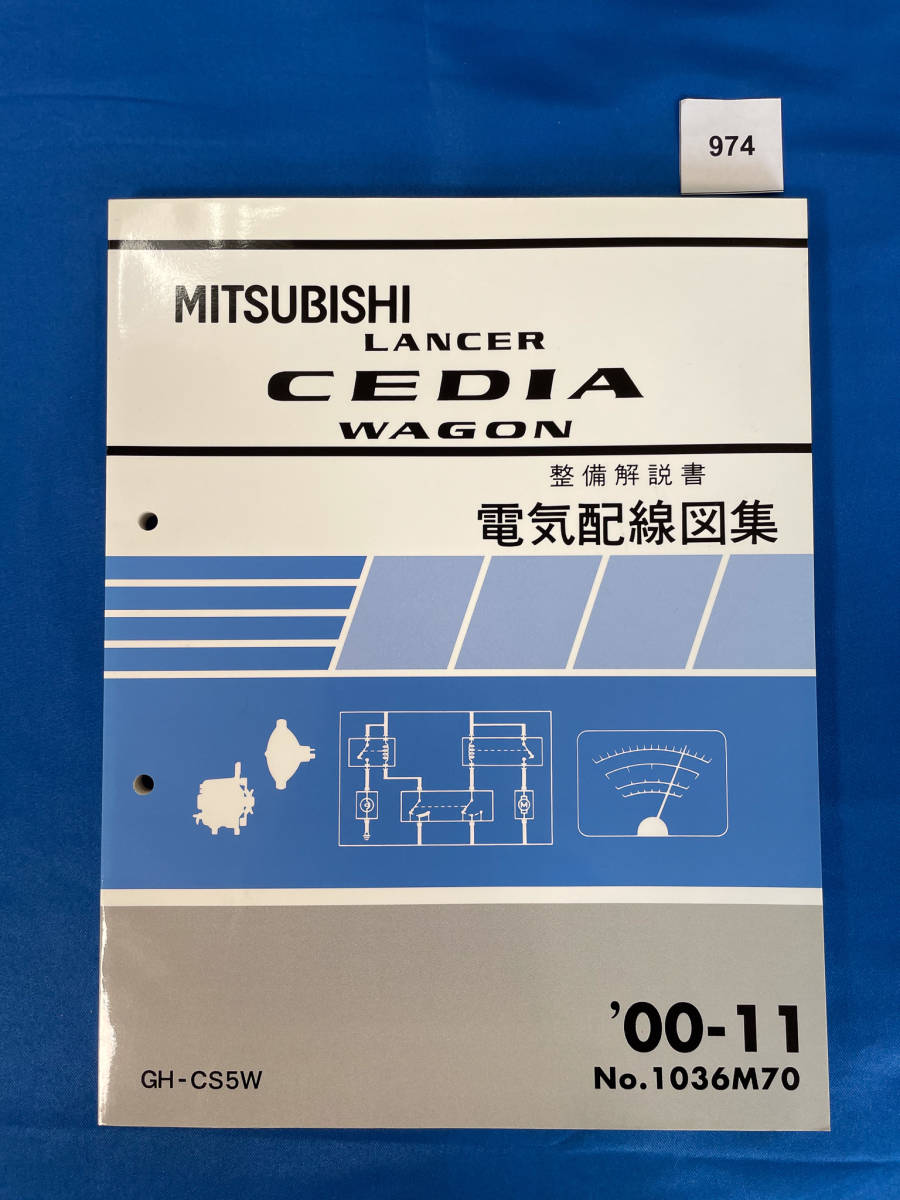 974
MITSUBISHI
LANCER
CEDIA
WAGON
整備解説書
電気配線図集
M
'00-11
GH-CS5W
No.1036M70